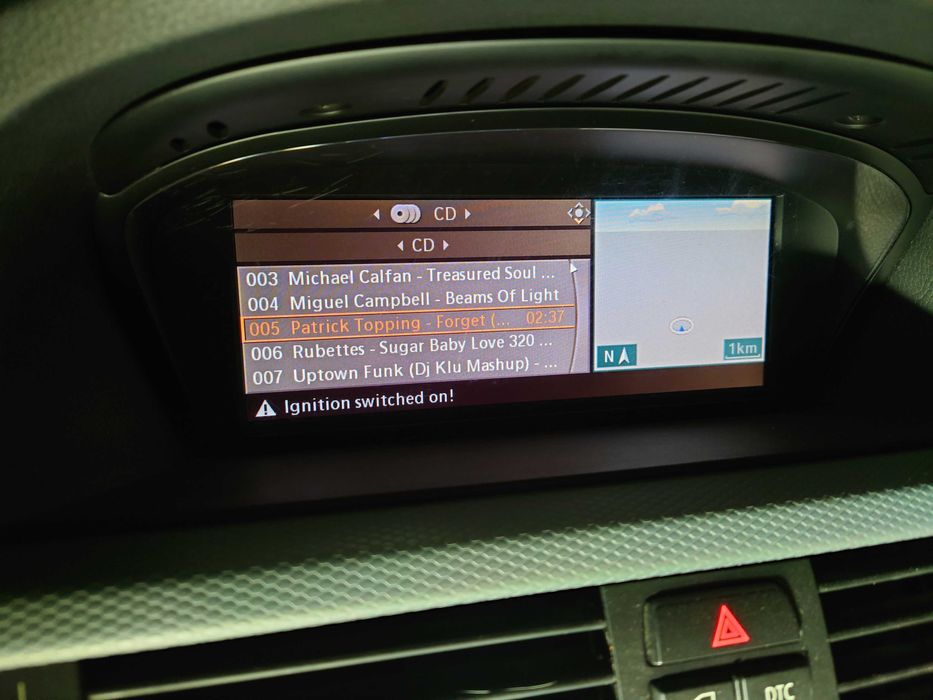 CD
CD
003 Michael Calfan - Treasured Soul ...
004 Miguel Campbell - Beams Of Light
005 Patrick Topping - Forget (... 02:37
006 Rubettes - Sugar Baby Love 320 ...
007 Uptown Funk (Dj Klu Mashup) - ...
Ignition switched on!
N
1km
DTC